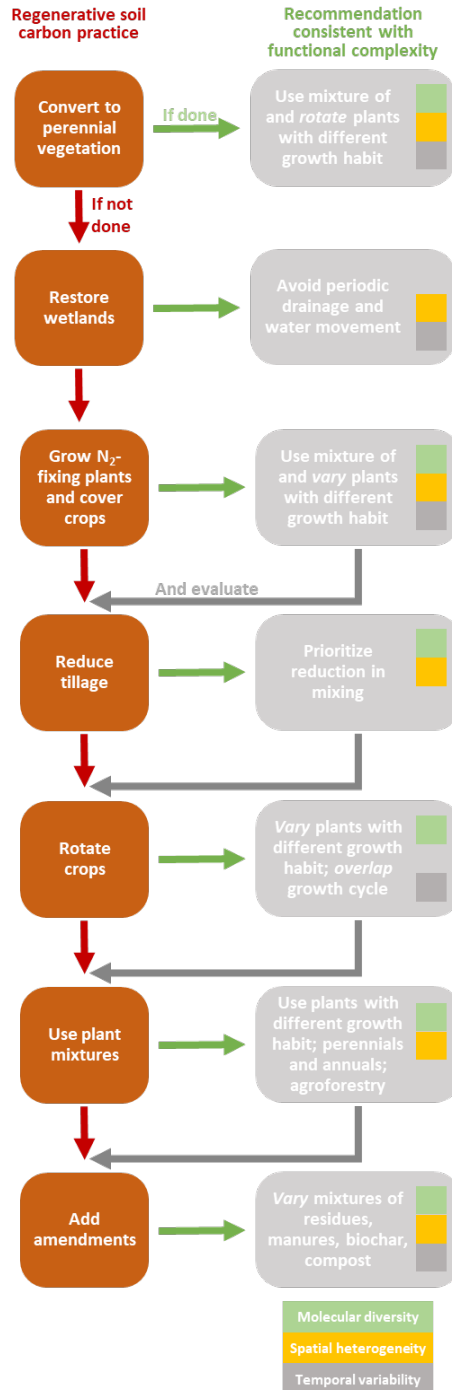 Regenerative soil
carbon practice
Recommendation
consistent with
functional complexity
Convert to
perennial
vegetation
If done
Use mixture of
and rotate plants
with different
growth habit
If not
done
Restore
wetlands
Avoid periodic
drainage and
water movement
Grow N₂-
fixing plants
and cover
crops
Use mixture of
and vary plants
with different
growth habit
And evaluate
Reduce
tillage
Prioritize
reduction in
mixing
Rotate
crops
Vary plants with
different growth
habit; overlap
growth cycle
Use plant
mixtures
Use plants with
different growth
habit; perennials
and annuals;
agroforestry
Add
amendments
Vary mixtures of
residues,
manures, biochar,
compost
Molecular diversity
Spatial heterogeneity
Temporal variability